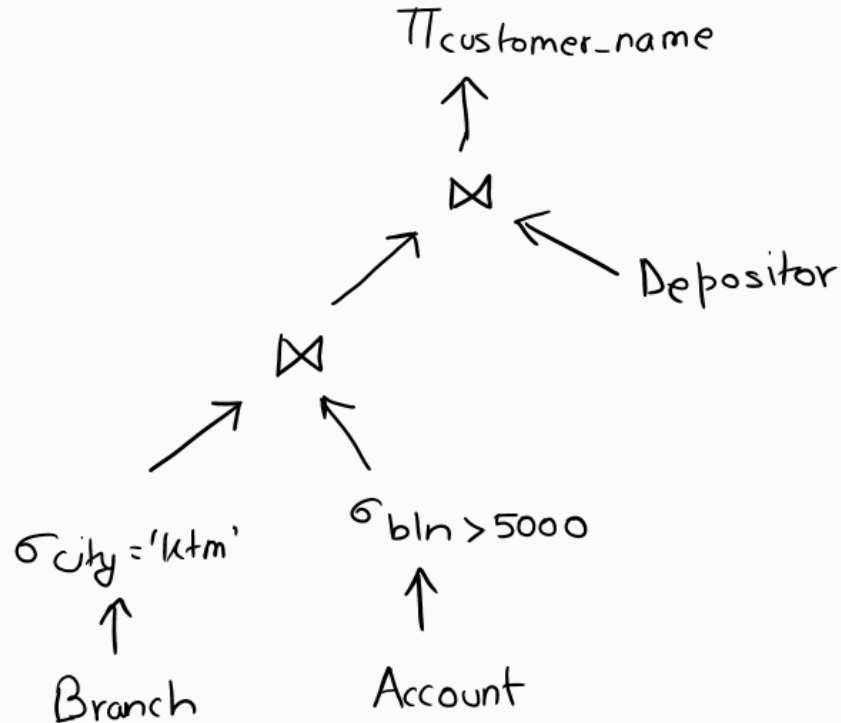 πcustomer_name
⋈
Depositor
⋈
σcity='ktm'
σbln>5000
Branch
Account